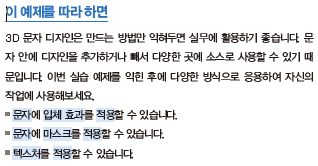 이 예제를 따라하면
3D 문자 디자인은 만드는 방법만 익혀두면 실무에 활용하기 좋습니다. 문
자 안에 디자인을 추가하거나 빼서 다양한 곳에 소스로 사용할 수 있기 때
문입니다. 이번 실습 예제를 익힌 후에 다양한 방식으로 응용하여 자신의
작업에 사용해보세요.
문자에 입체 효과를 적용할 수 있습니다.
문자에 마스크를 적용할 수 있습니다.
텍스처를 적용할 수 있습니다.